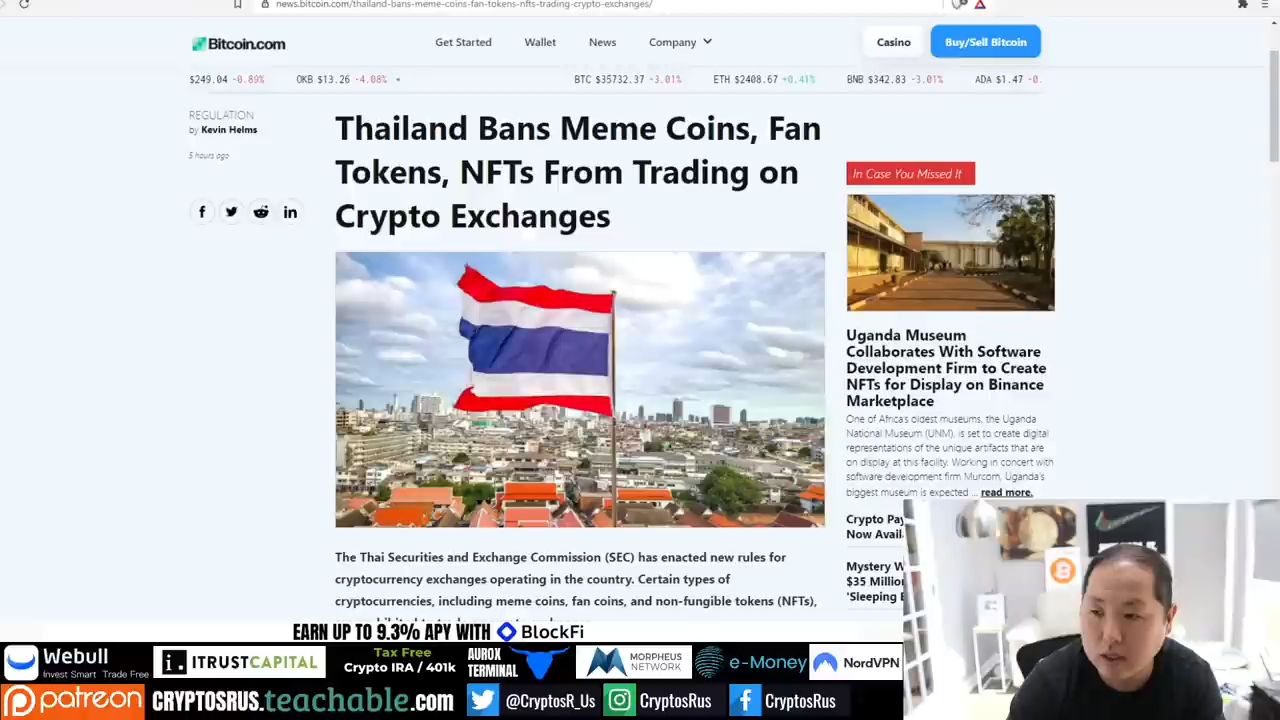 news.bitcoin.com/thailand-bans-meme-coins-fan-tokens-nfts-trading-crypto-exchanges/
Bitcoin.com
Get Started
Wallet
News
Company
Casino
Buy/Sell Bitcoin
$249.04 -0.89%
OKB $13.26 -4.08%
BTC $35732.37 -3.01%
ETH $2408.67 +0.41%
BNB $342.83 -3.01%
ADA $1.47 -0.
REGULATION
by Kevin Helms
5 hours ago
Thailand Bans Meme Coins, Fan
Tokens, NFTs From Trading on
Crypto Exchanges
The Thai Securities and Exchange Commission (SEC) has enacted new rules for
cryptocurrency exchanges operating in the country. Certain types of
cryptocurrencies, including meme coins, fan coins, and non-fungible tokens (NFTs),
In Case You Missed It
Uganda Museum
Collaborates With Software
Development Firm to Create
NFTs for Display on Binance
Marketplace
One of Africa's oldest museums, the Uganda
National Museum (UNM), is set to create digital
representations of the unique artifacts that are
on display at this facility. Working in concert with
software development firm Murcom, Uganda's
biggest museum is expected ... read more.
Crypto Pay
Now Avail
Mystery W
$35 Million
'Sleeping B
EARN UP TO 9.3% APY WITH BlockFi
Webull
Invest Smart Trade Free
iTRUSTCAPITAL
Tax Free
Crypto IRA / 401k
AUROX
TERMINAL
MORPHEUS
NETWORK
e-Money
NordVPN
patreon
CRYPTOSRUS.teachable.com
@CryptosR_Us
CryptosRus
CryptosRus